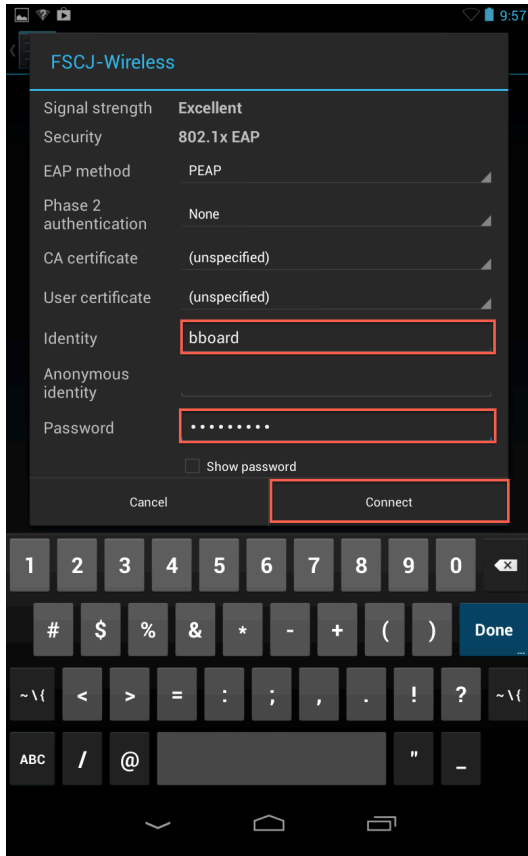 9:57
FSCJ-Wireless
Signal strength Excellent
Security 802.1x EAP
EAP method PEAP
Phase 2
authentication None
CA certificate (unspecified)
User certificate (unspecified)
Identity bboard
Anonymous
identity
Password •••••••••
Show password
Cancel Connect
1 2 3 4 5 6 7 8 9 0
# $ % & * - + ( ) Done
~\{ < > = : ; , . ! ? ~\{
ABC / @ " _